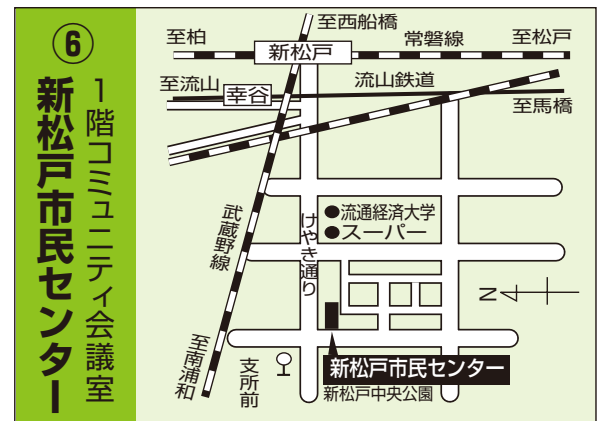 ⑥
1階コミュニティ会議室
新松戸市民センター
至西船橋
至柏
新松戸
常磐線
至松戸
至流山
幸谷
流山鉄道
至馬橋
武蔵野線
けやき通り
●流通経済大学
●スーパー
N
至南浦和
支所前
新松戸市民センター
新松戸中央公園